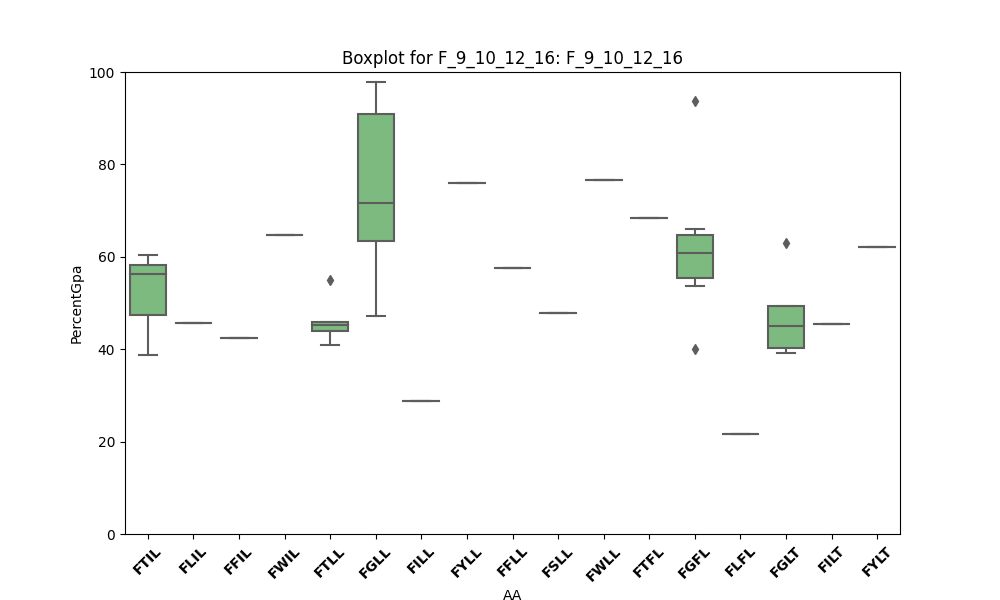 Boxplot for F_9_10_12_16: F_9_10_12_16
100
80
60
40
20
0
PercentGpa
FTIL FLIL FFIL FWIL FTLL FGLL FILL FYLL FFLL FSLL FWLL FTFL FGFL FLFL FGLT FILT FYLT
AA